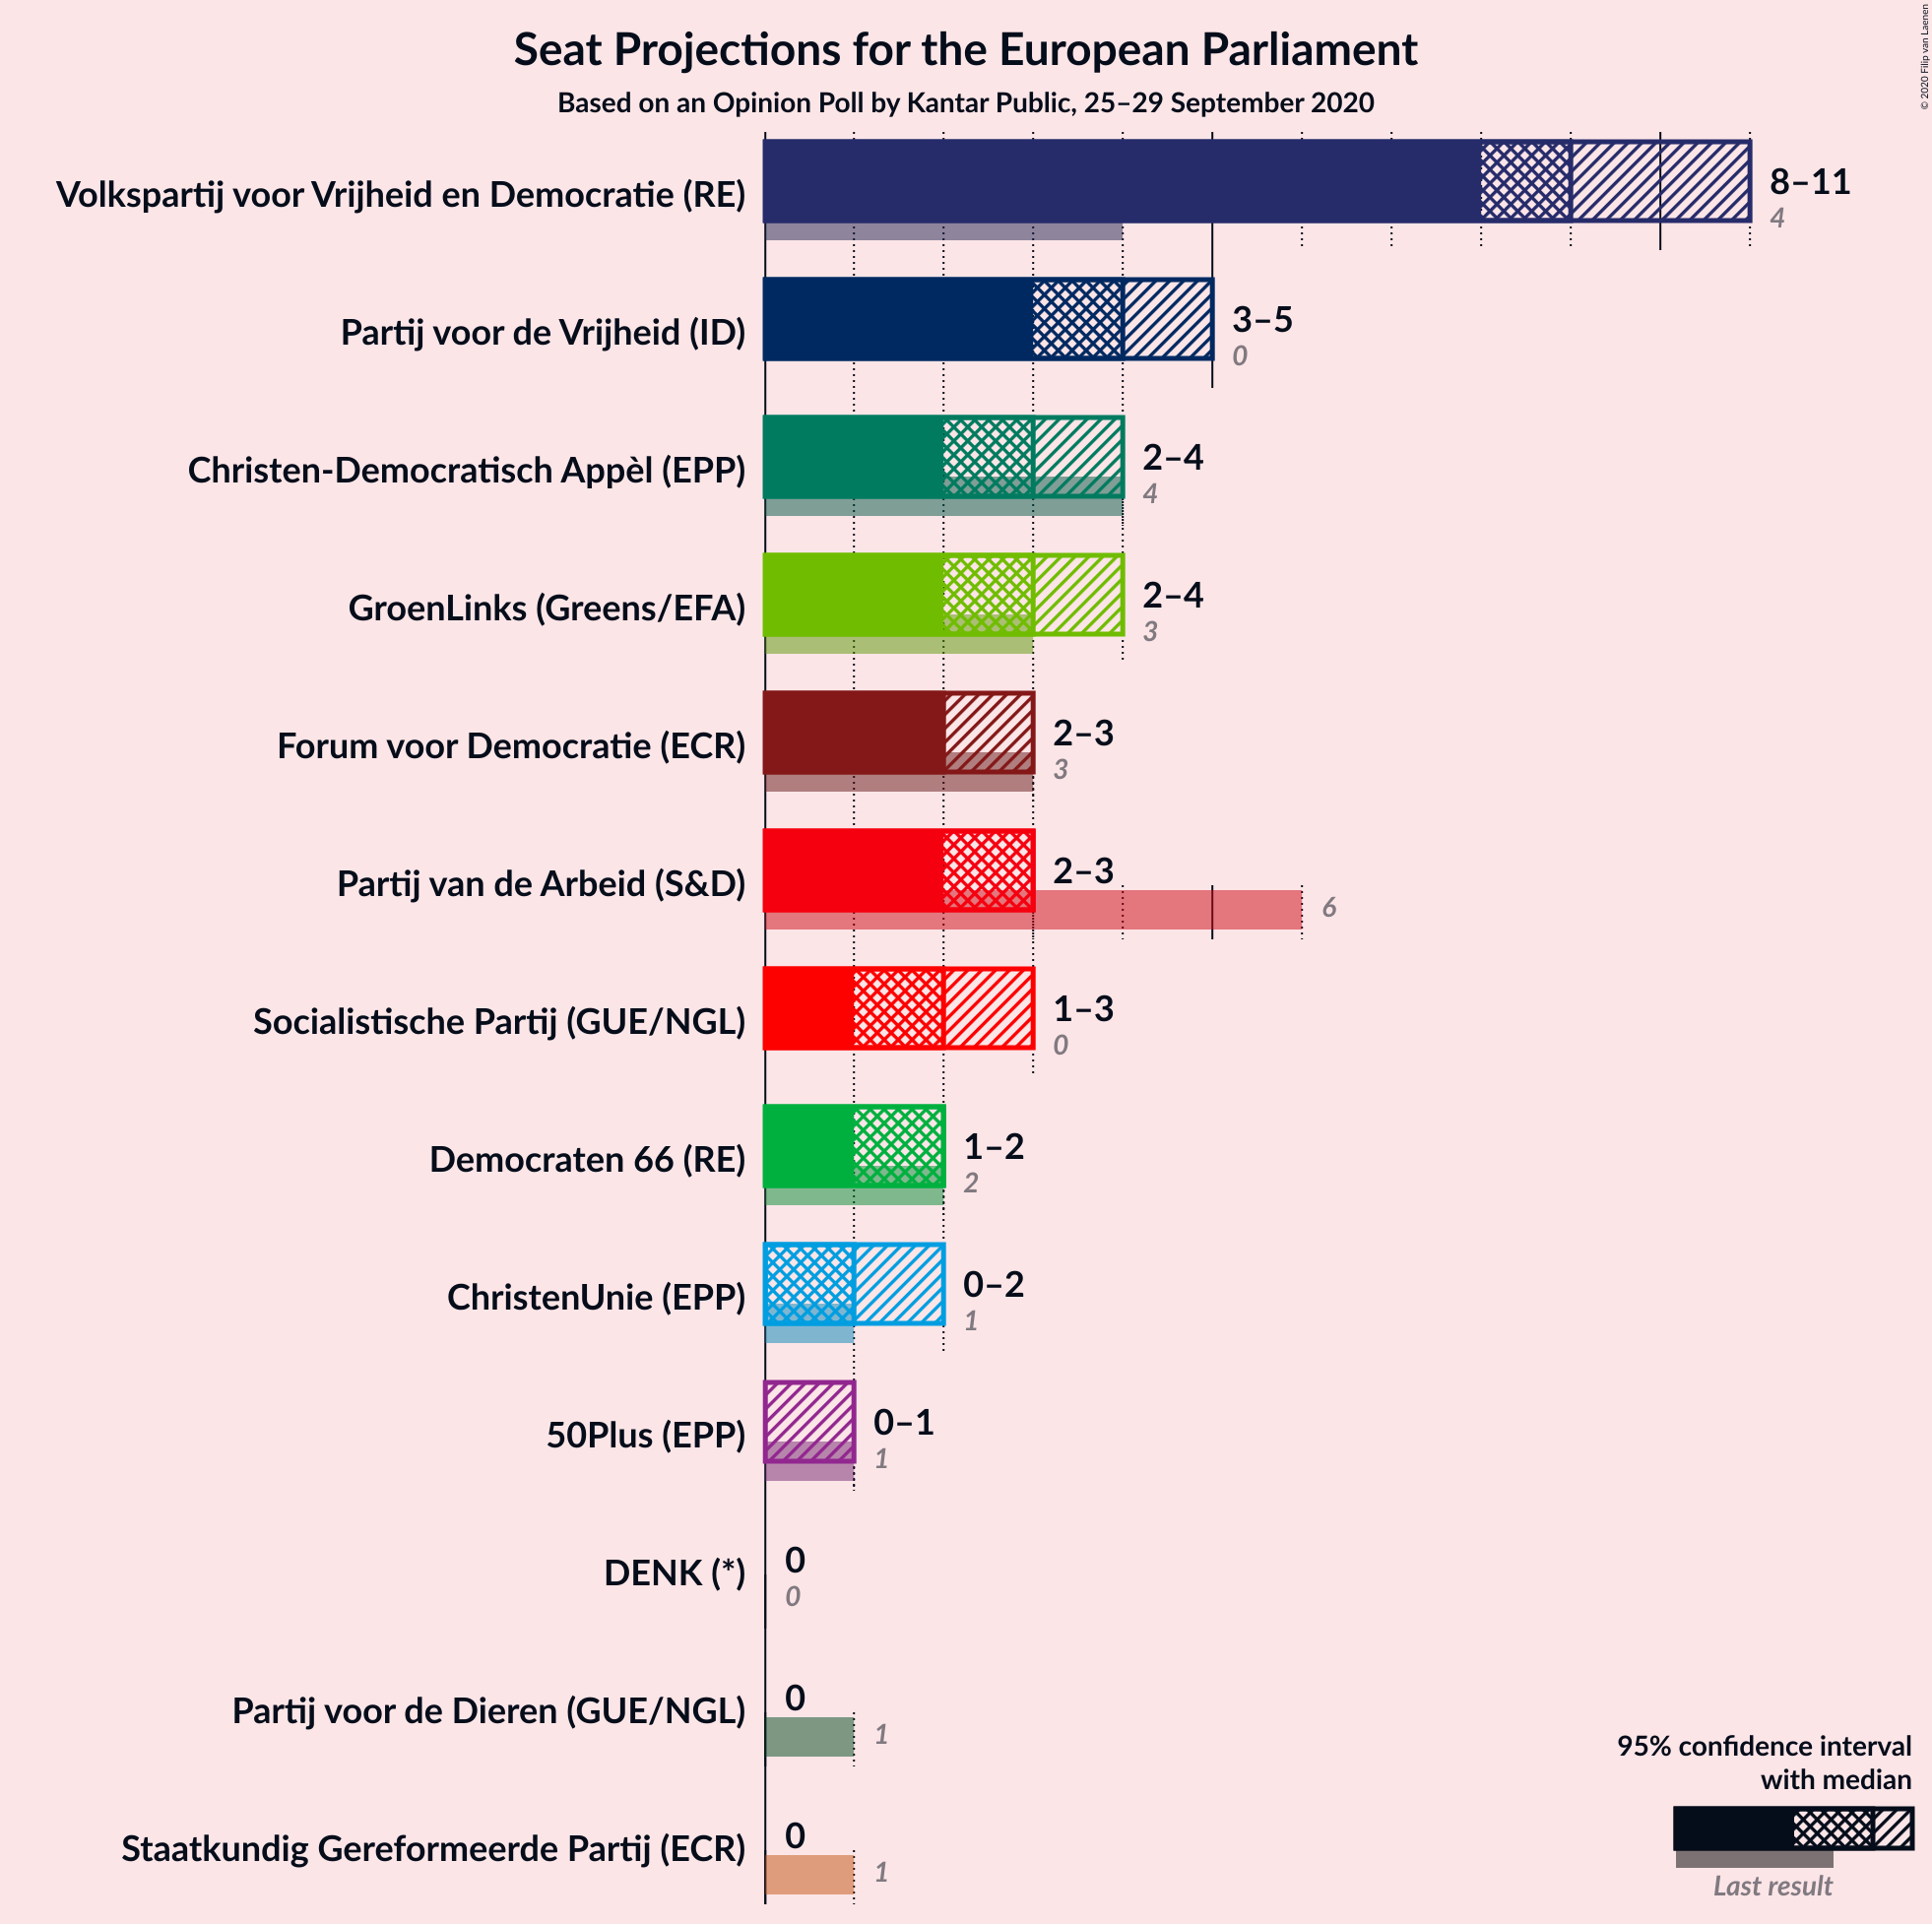 Seat Projections for the European Parliament
Based on an Opinion Poll by Kantar Public, 25–29 September 2020
© 2020 Filip van Laenen
Volkspartij voor Vrijheid en Democratie (RE)
8–11
4
Partij voor de Vrijheid (ID)
3–5
0
Christen-Democratisch Appèl (EPP)
2–4
4
GroenLinks (Greens/EFA)
2–4
3
Forum voor Democratie (ECR)
2–3
3
Partij van de Arbeid (S&D)
2–3
6
Socialistische Partij (GUE/NGL)
1–3
0
Democraten 66 (RE)
1–2
2
ChristenUnie (EPP)
0–2
1
50Plus (EPP)
0–1
1
DENK (*)
0
0
Partij voor de Dieren (GUE/NGL)
0
1
Staatkundig Gereformeerde Partij (ECR)
0
1
95% confidence interval
with median
Last result